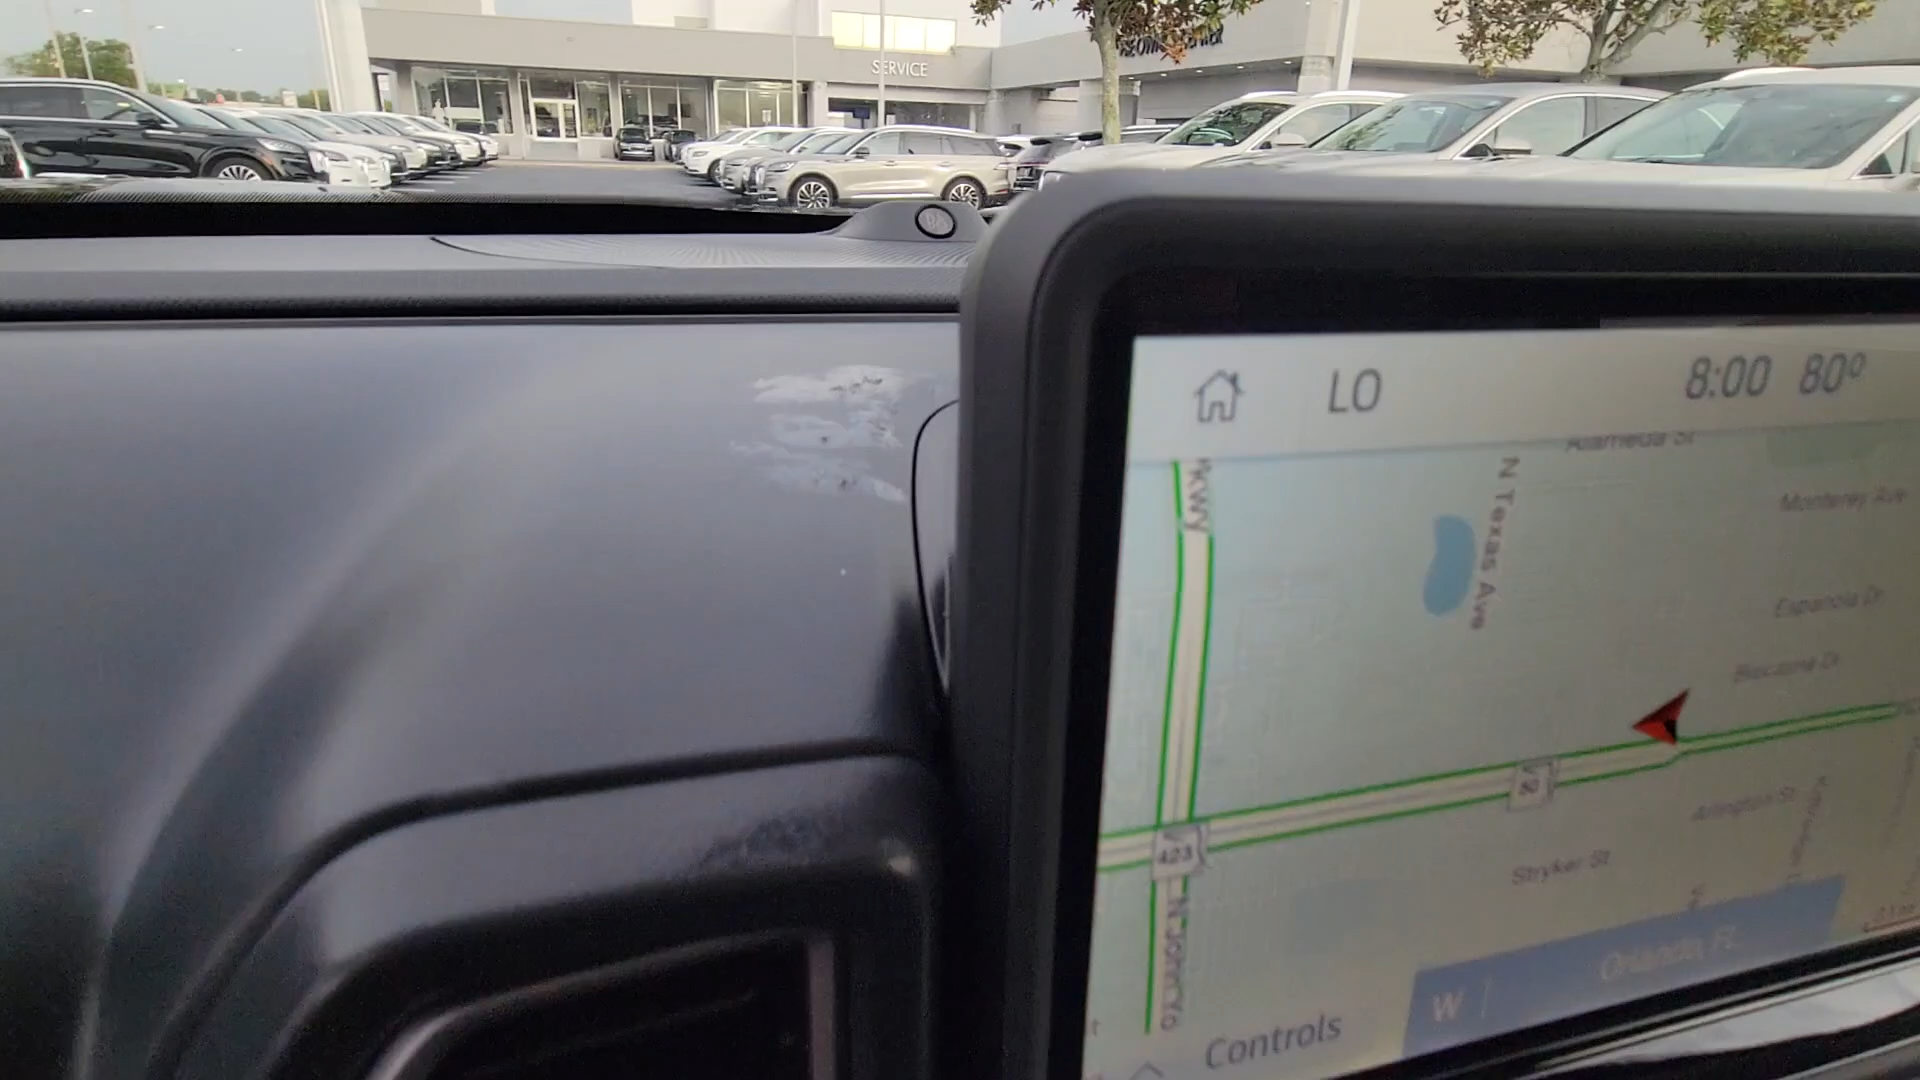 SERVICE
LO
8:00 80º
Alameda St
Monterey Ave
N Texas Ave
Espanola Dr
Biscayne Dr
50
Arlington St
423
Stryker St
Orlando, FL
W
Controls